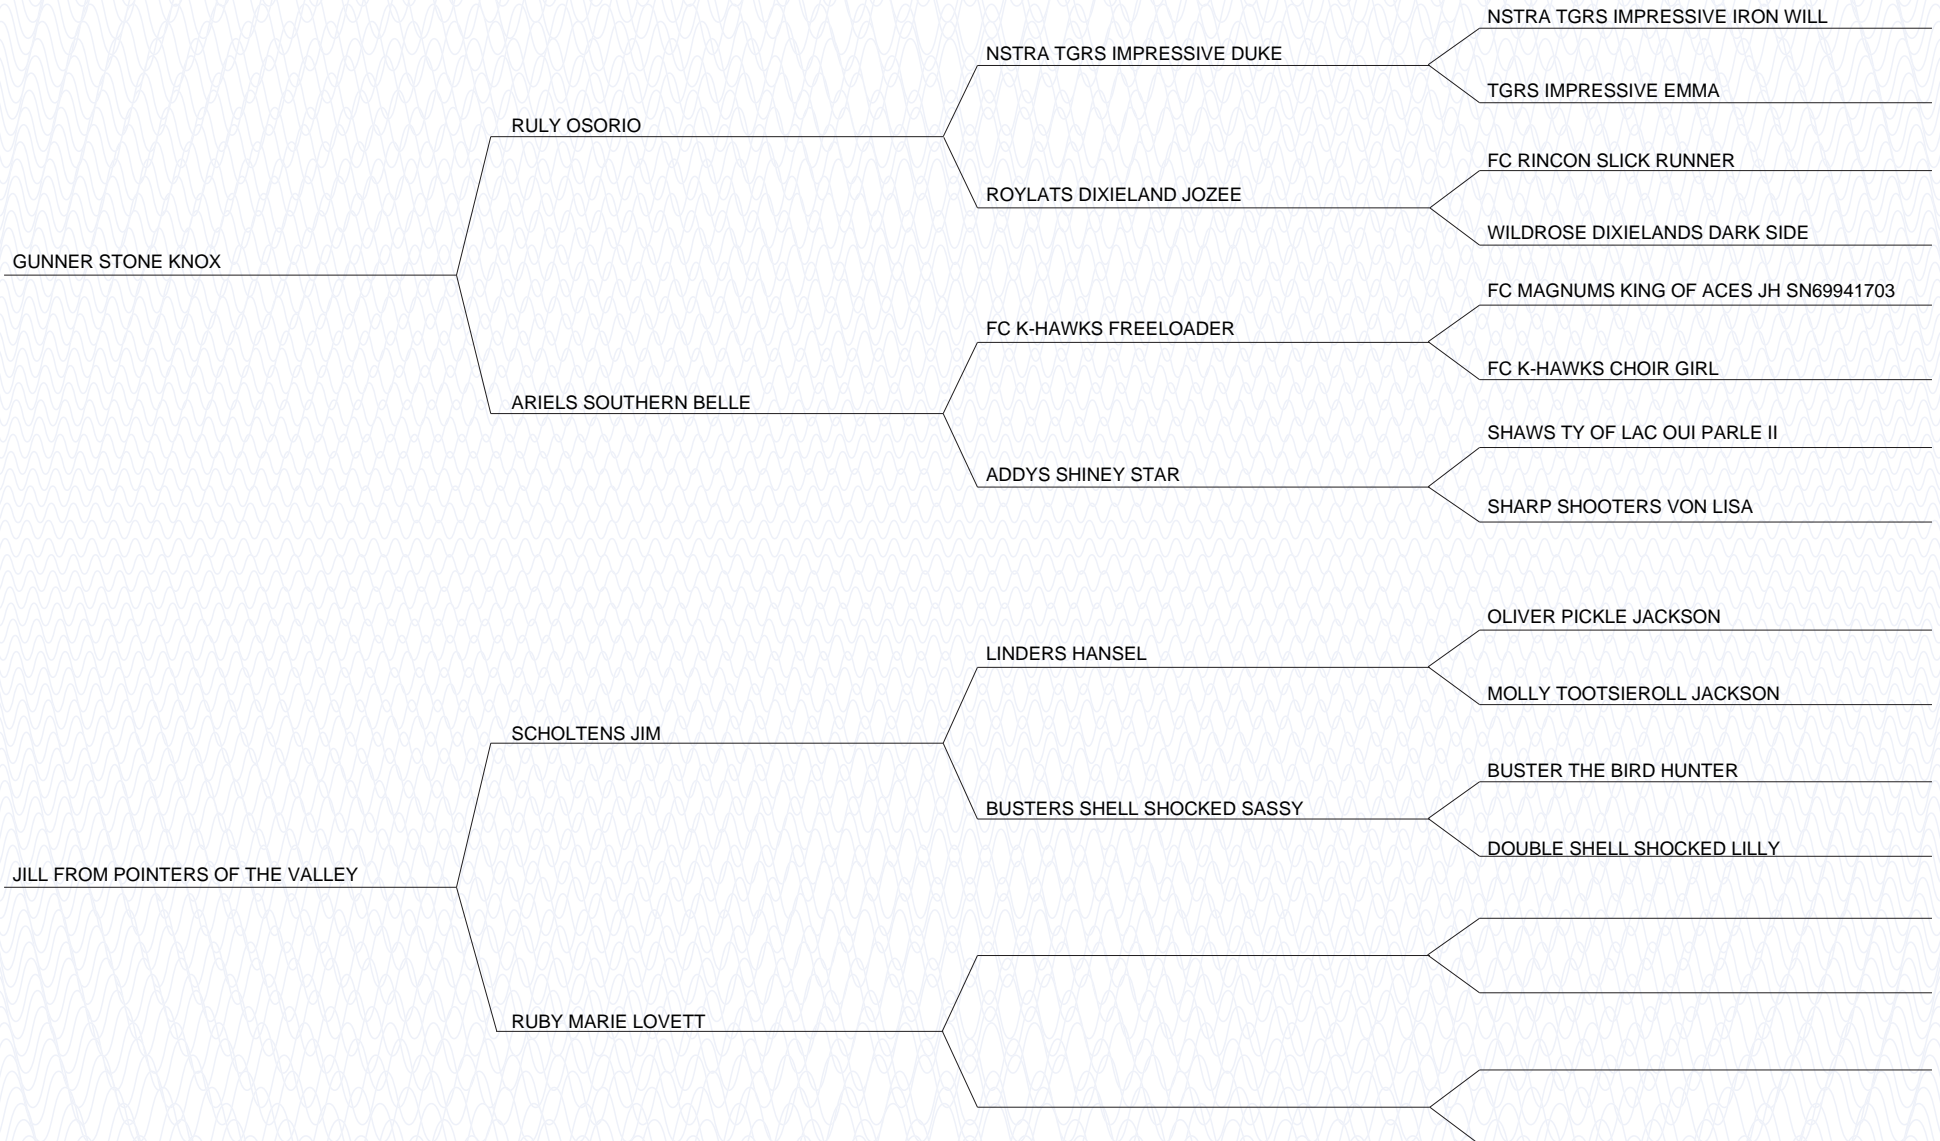 NSTRA TGRS IMPRESSIVE IRON WILL
NSTRA TGRS IMPRESSIVE DUKE
TGRS IMPRESSIVE EMMA
RULY OSORIO
FC RINCON SLICK RUNNER
ROYLATS DIXIELAND JOZEE
WILDROSE DIXIELANDS DARK SIDE
GUNNER STONE KNOX
FC MAGNUMS KING OF ACES JH SN69941703
FC K-HAWKS FREELOADER
FC K-HAWKS CHOIR GIRL
ARIELS SOUTHERN BELLE
SHAWS TY OF LAC OUI PARLE II
ADDYS SHINEY STAR
SHARP SHOOTERS VON LISA
OLIVER PICKLE JACKSON
LINDERS HANSEL
MOLLY TOOTSIEROLL JACKSON
SCHOLTENS JIM
BUSTER THE BIRD HUNTER
BUSTERS SHELL SHOCKED SASSY
DOUBLE SHELL SHOCKED LILLY
JILL FROM POINTERS OF THE VALLEY
RUBY MARIE LOVETT